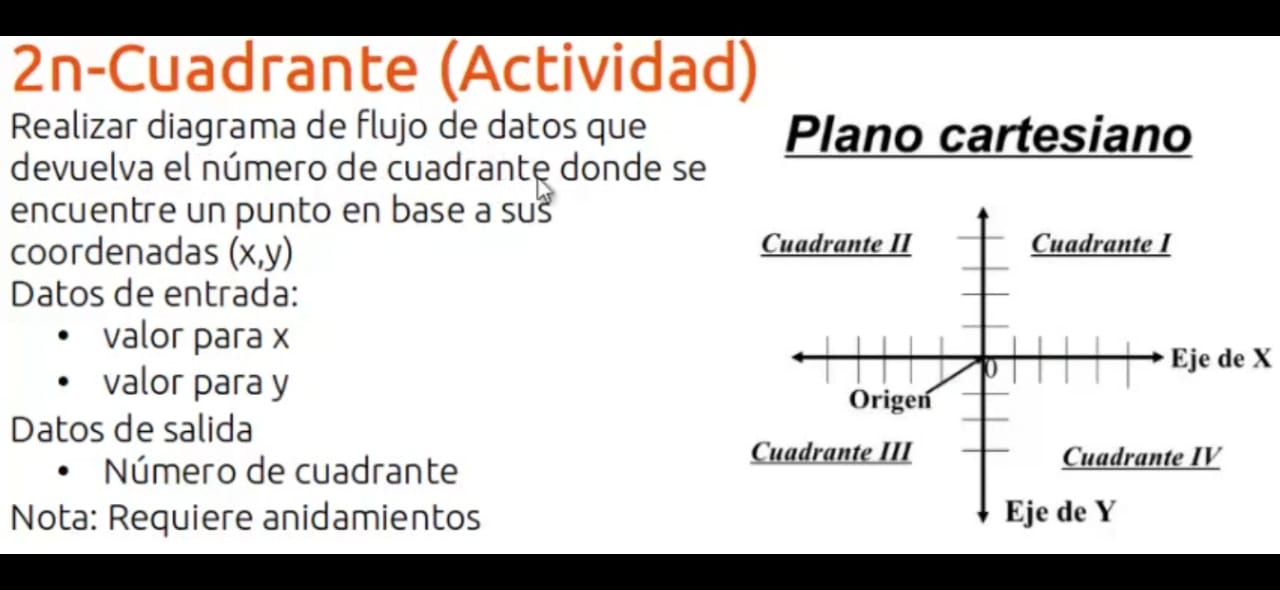 2n-Cuadrante (Actividad)
Realizar diagrama de flujo de datos que
devuelva el número de cuadrante donde se
encuentre un punto en base a sus
coordenadas (x,y)
Datos de entrada:
• valor para x
• valor para y
Datos de salida
• Número de cuadrante
Nota: Requiere anidamientos
Plano cartesiano
Cuadrante II
Cuadrante I
Eje de X
0
Origen
Cuadrante III
Cuadrante IV
Eje de Y